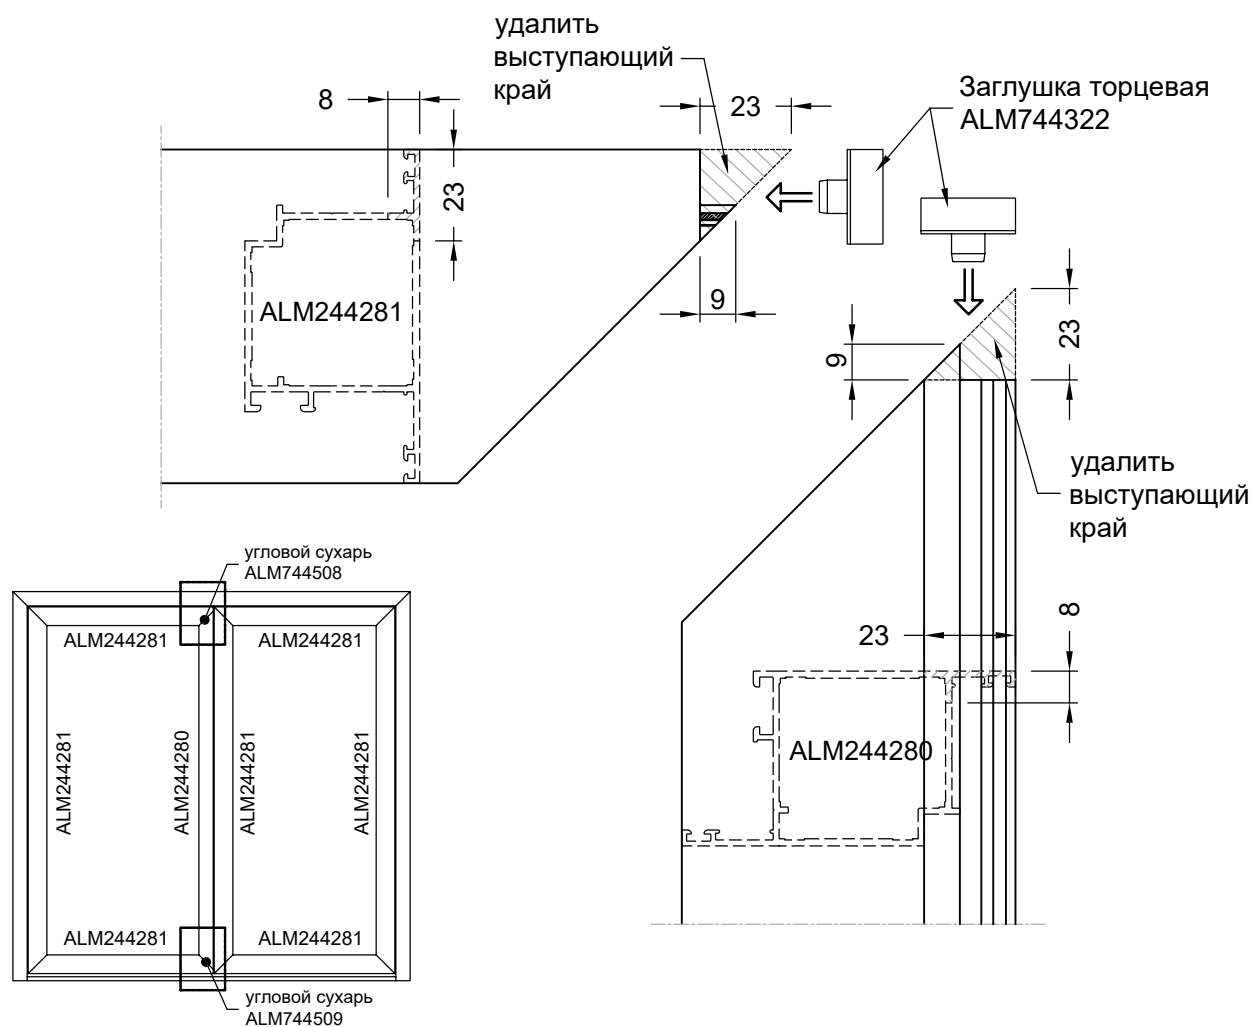 удалить
выступающий
край
8
23
Заглушка торцевая
ALM744322
23
ALM244281
9
23
9
удалить
выступающий
край
8
23
ALM244280
угловой сухарь
ALM744508
ALM244281
ALM244281
ALM244281
ALM244280
ALM244281
ALM244281
ALM244281
ALM244281
угловой сухарь
ALM744509